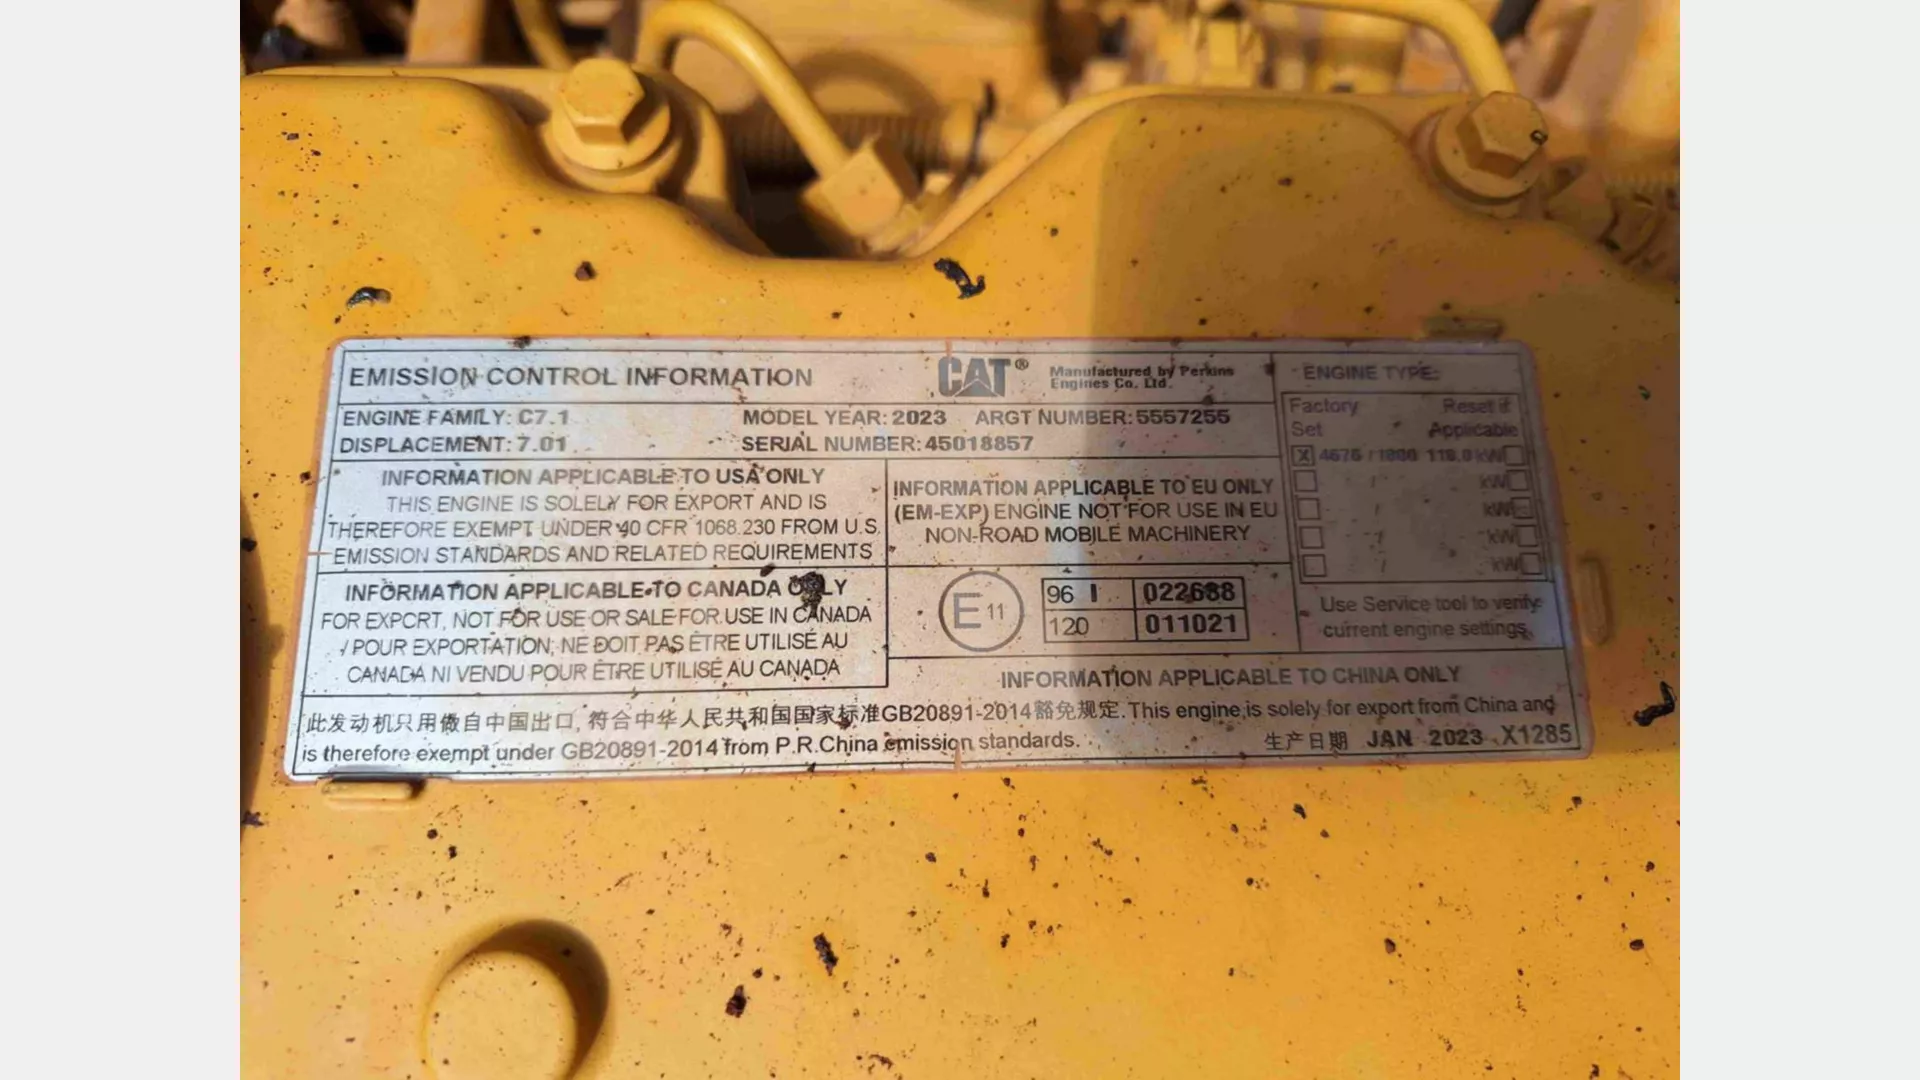 EMISSION CONTROL INFORMATION
CAT®
Manufactured by Perkins
Engines Co. Ltd.
ENGINE FAMILY: C7.1
MODEL YEAR: 2023 ARGT NUMBER: 5557255
DISPLACEMENT: 7.01
SERIAL NUMBER: 45018857
INFORMATION APPLICABLE TO USA ONLY
THIS ENGINE IS SOLELY FOR EXPORT AND IS
THEREFORE EXEMPT UNDER 40 CFR 1068.230 FROM U.S.
EMISSION STANDARDS AND RELATED REQUIREMENTS
INFORMATION APPLICABLE TO CANADA ONLY
FOR EXPORT, NOT FOR USE OR SALE FOR USE IN CANADA
/ POUR EXPORTATION, NE DOIT PAS ÊTRE UTILISÉ AU
CANADA NI VENDU POUR ÊTRE UTILISÉ AU CANADA
INFORMATION APPLICABLE TO EU ONLY
(EM-EXP) ENGINE NOT FOR USE IN EU
NON-ROAD MOBILE MACHINERY
E 11
96 I 022688
120 011021
ENGINE TYPE:
Factory Reset if
Set Applicable
X 118.0 kW
/ kW
/ kW
/ kW
/ kW
Use Service tool to verify
current engine settings.
INFORMATION APPLICABLE TO CHINA ONLY
此发动机只用做自中国出口, 符合中华人民共和国国家标准GB20891-2014豁免规定.This engine is solely for export from China and
is therefore exempt under GB20891-2014 from P.R.China emission standards.
生产日期 JAN 2023 X1285